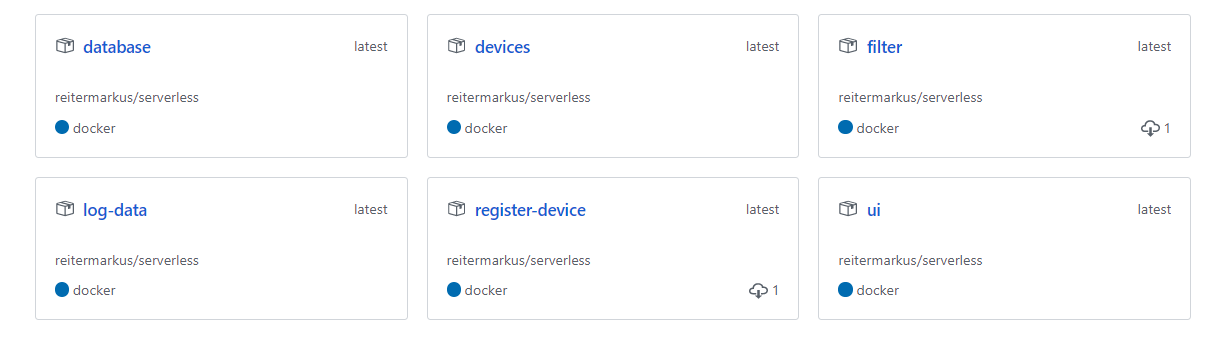 database latest
devices latest
filter latest
reitermarkus/serverless
reitermarkus/serverless
reitermarkus/serverless
docker
docker
docker 1
log-data latest
register-device latest
ui latest
reitermarkus/serverless
reitermarkus/serverless
reitermarkus/serverless
docker
docker 1
docker